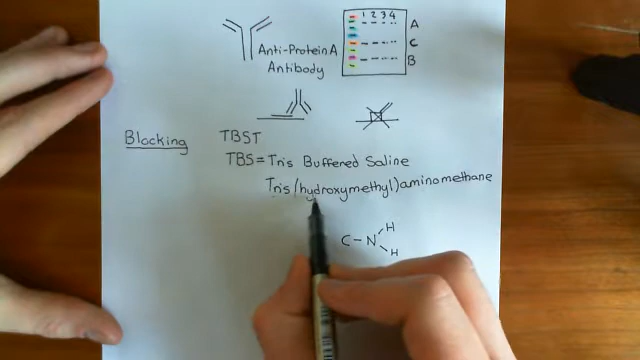 1 2 3 4
A
Anti-Protein A
C
Antibody
B
Blocking
TBST
TBS = Tris Buffered Saline
Tris (hydroxymethyl) aminomethane
H
C-N
H